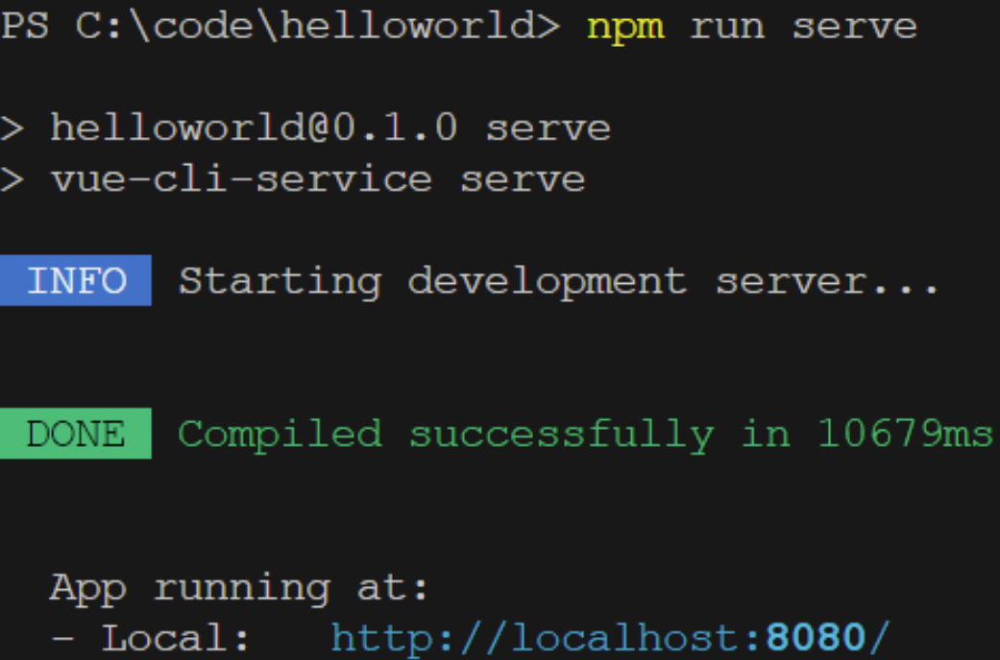 PS C:\code\helloworld> npm run serve
> helloworld@0.1.0 serve
> vue-cli-service serve
INFO Starting development server...
DONE Compiled successfully in 10679ms
App running at:
- Local: http://localhost:8080/